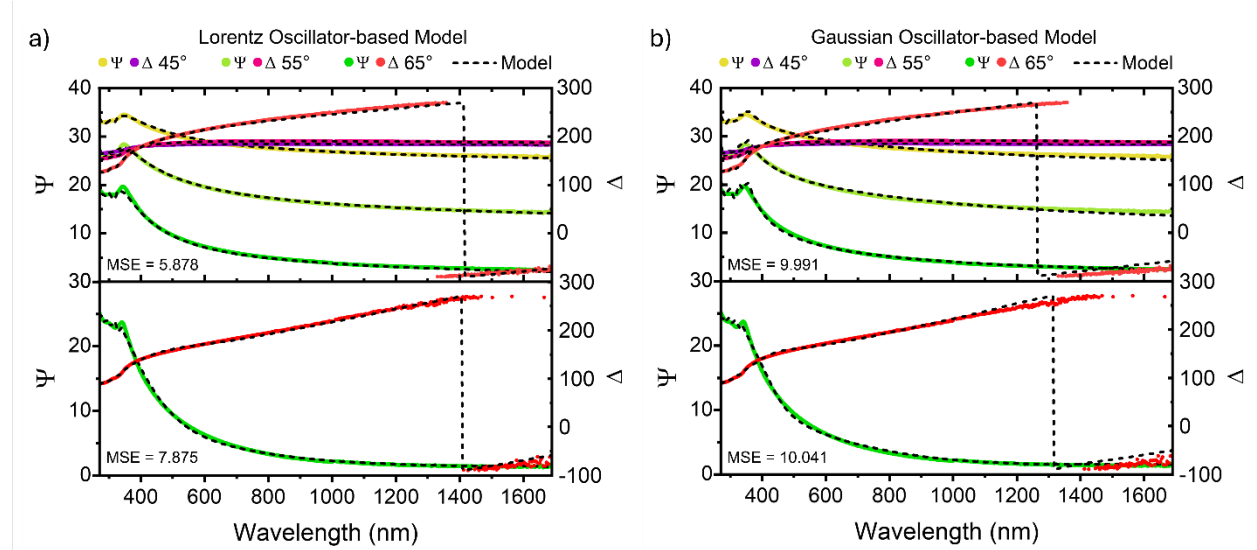 a)
Lorentz Oscillator-based Model
Ψ Δ 45° Ψ Δ 55° Ψ Δ 65° Model
40
30
20
10
30
20
10
0
Ψ
Ψ
300
200
100
0
300
200
100
0
-100
Δ
Δ
MSE = 5.878
MSE = 7.875
400 600 800 1000 1200 1400 1600
Wavelength (nm)
b)
Gaussian Oscillator-based Model
Ψ Δ 45° Ψ Δ 55° Ψ Δ 65° Model
40
30
20
10
30
20
10
0
Ψ
Ψ
300
200
100
0
300
200
100
0
-100
Δ
Δ
MSE = 9.991
MSE = 10.041
400 600 800 1000 1200 1400 1600
Wavelength (nm)